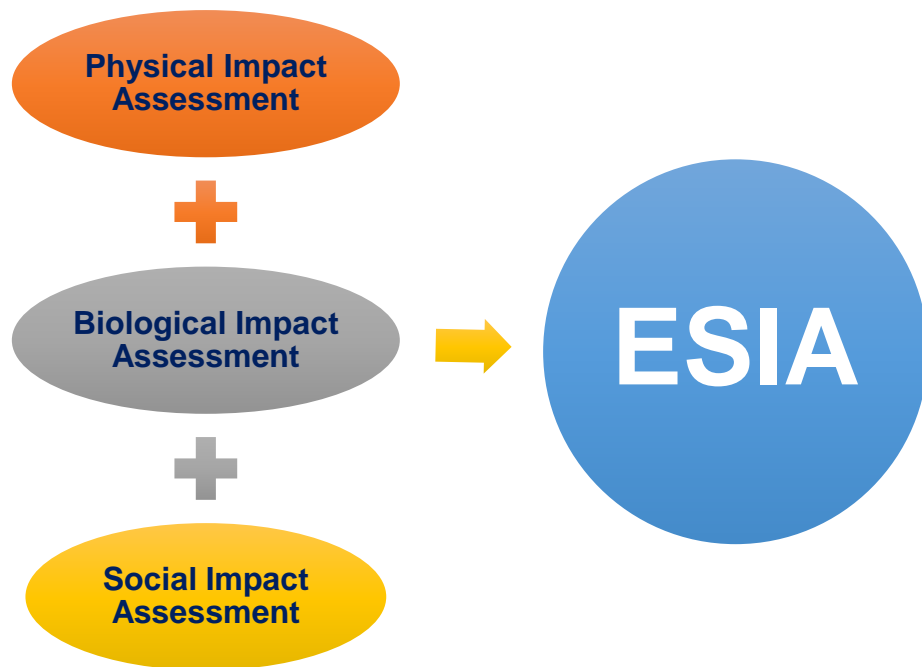 Physical Impact
Assessment
Biological Impact
Assessment
Social Impact
Assessment
ESIA